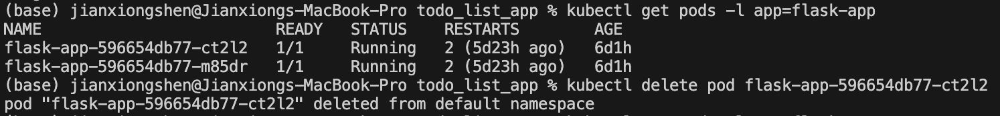 (base) jianxiongshen@Jianxiongs-MacBook-Pro todo_list_app % kubectl get pods -l app=flask-app
NAME                         READY   STATUS    RESTARTS        AGE
flask-app-596654db77-ct2l2   1/1     Running   2 (5d23h ago)   6d1h
flask-app-596654db77-m85dr   1/1     Running   2 (5d23h ago)   6d1h
(base) jianxiongshen@Jianxiongs-MacBook-Pro todo_list_app % kubectl delete pod flask-app-596654db77-ct2l2
pod "flask-app-596654db77-ct2l2" deleted from default namespace